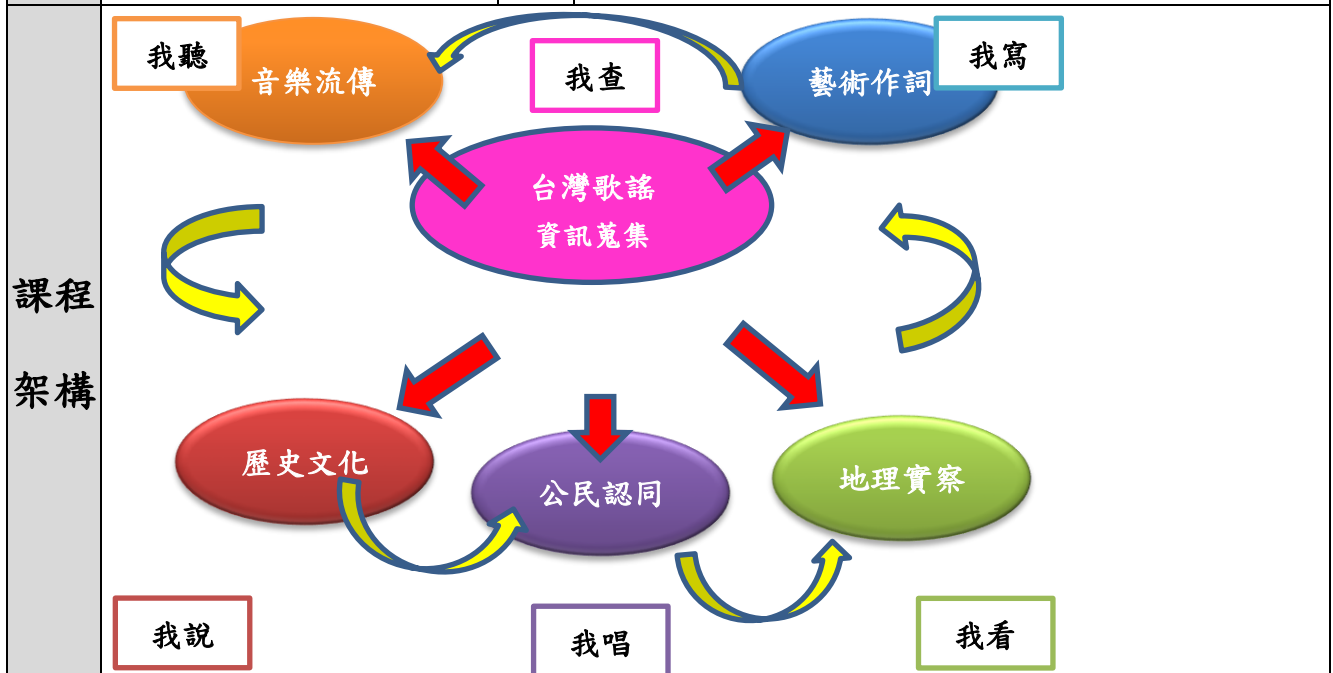 課程
架構
我聽
音樂流傳
我查
藝術作詞
我寫
台灣歌謠
資訊蒐集
歷史文化
公民認同
地理實察
我說
我唱
我看